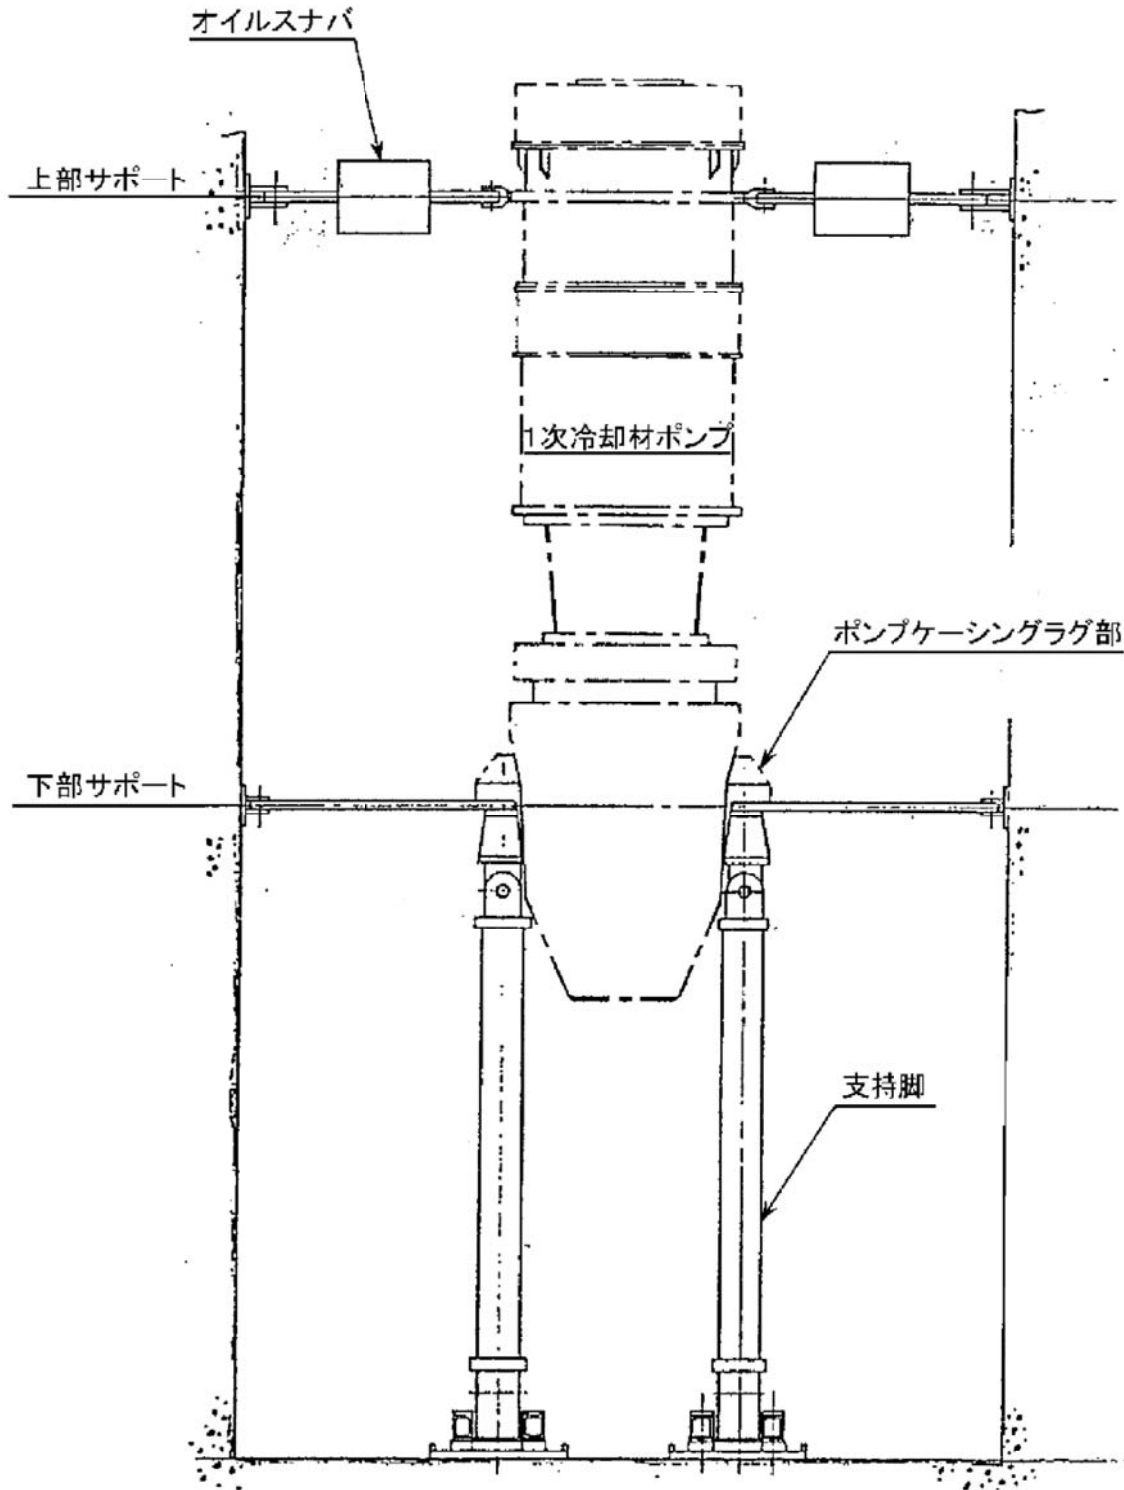 オイルスナバ
上部サポート
1次冷却材ポンプ
ポンプケーシングラグ部
下部サポート
支持脚